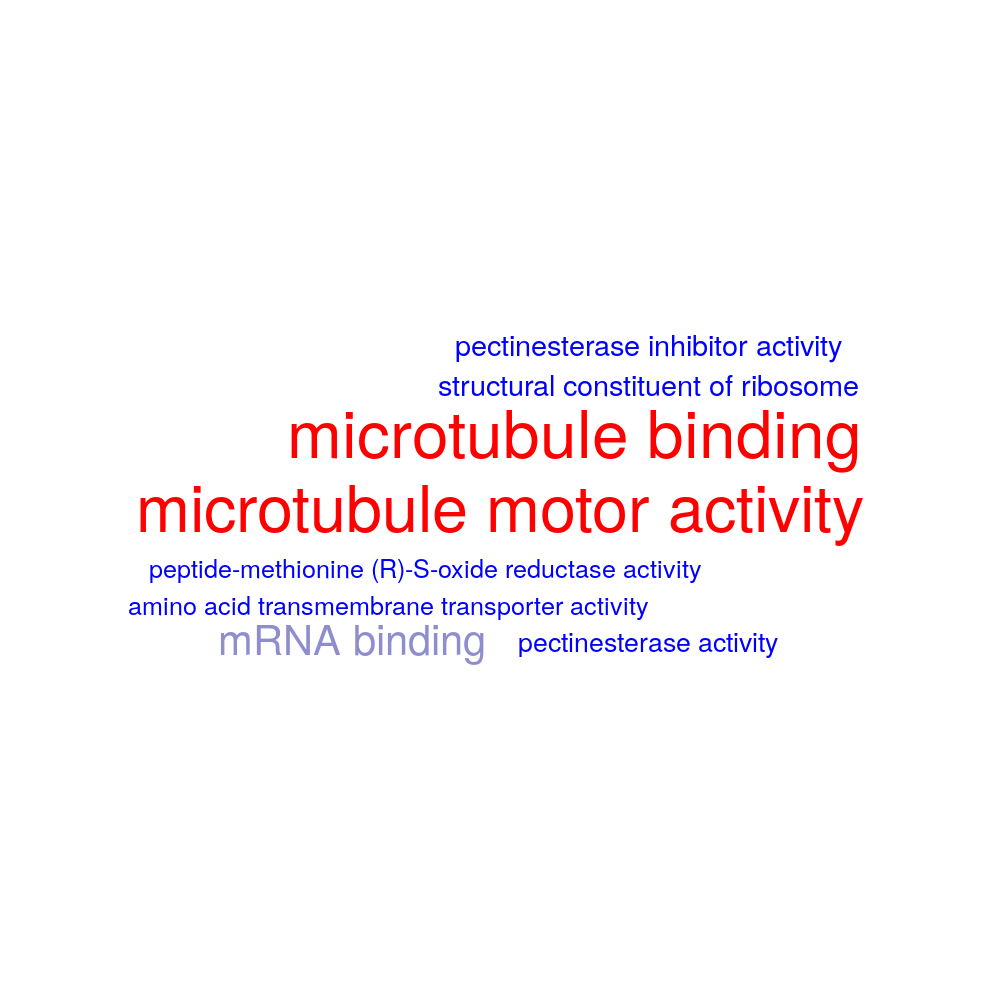 pectinesterase inhibitor activity
structural constituent of ribosome
microtubule binding
microtubule motor activity
peptide-methionine (R)-S-oxide reductase activity
amino acid transmembrane transporter activity
mRNA binding pectinesterase activity